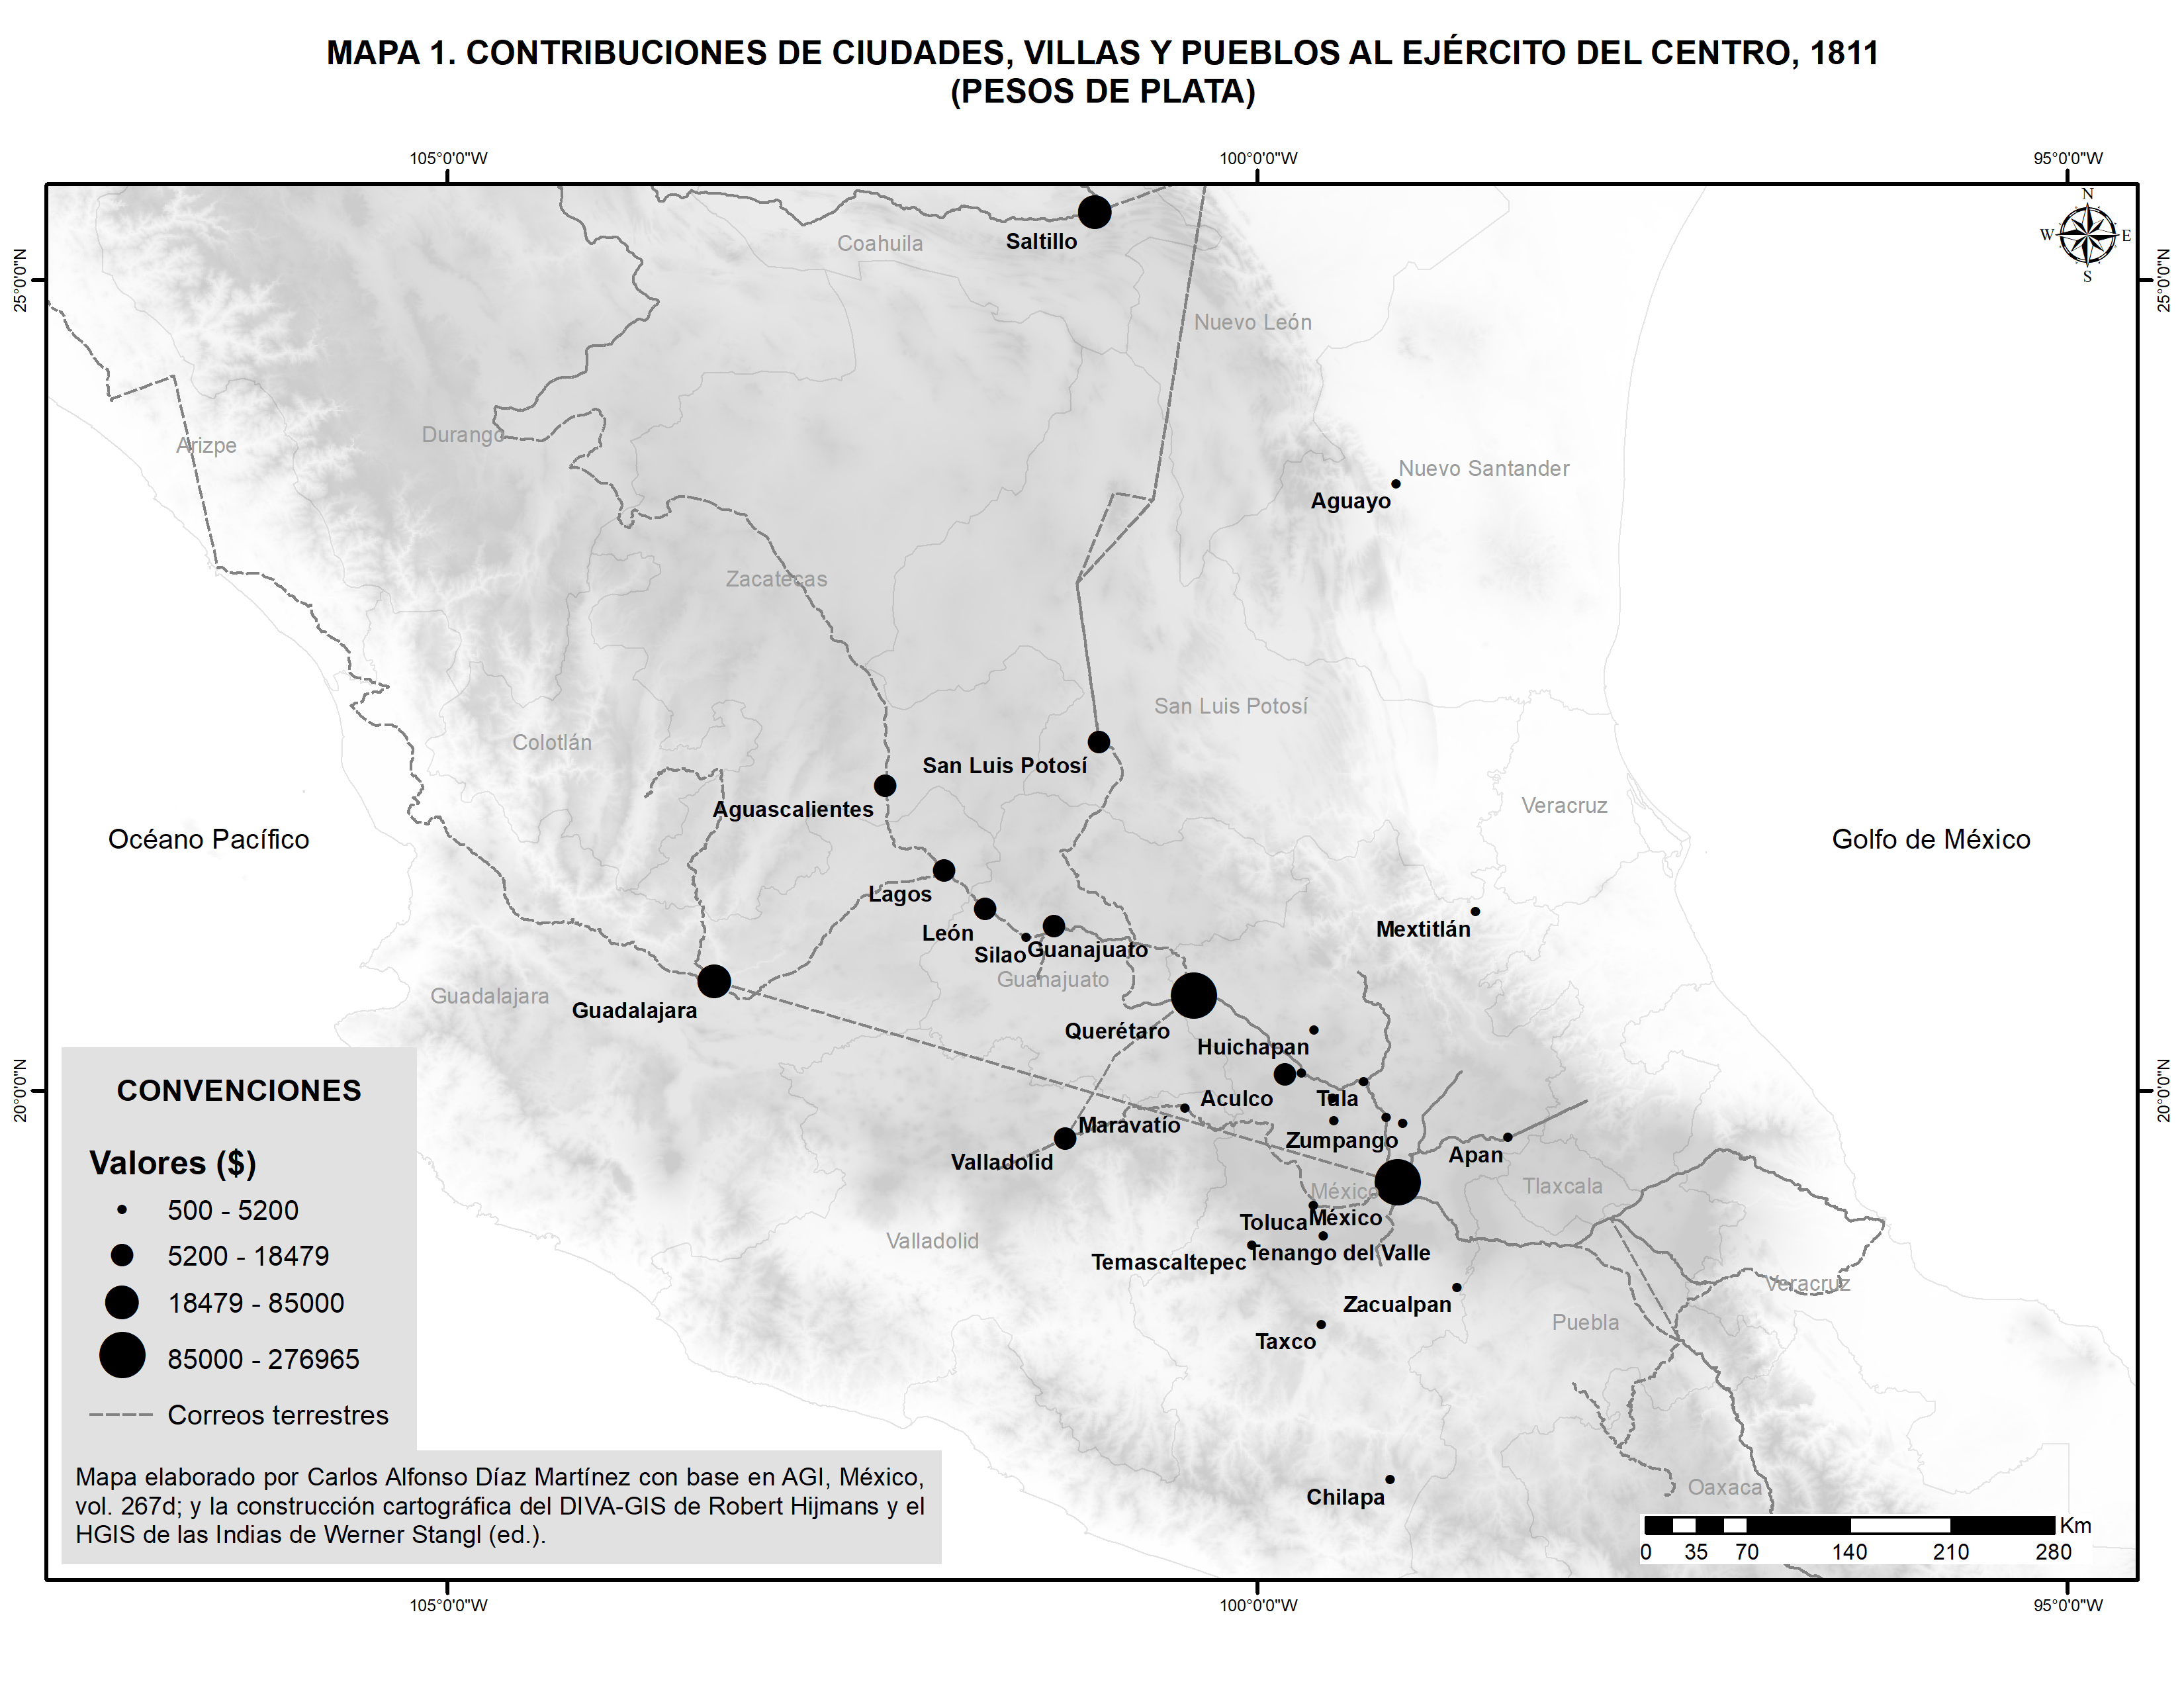 MAPA 1. CONTRIBUCIONES DE CIUDADES, VILLAS Y PUEBLOS AL EJÉRCITO DEL CENTRO, 1811
(PESOS DE PLATA)
105°0'0"W
100°0'0"W
95°0'0"W
N
W
E
S
25°0'0"N
25°0'0"N
Saltillo
Coahuila
Nuevo León
Durango
Arizpe
Nuevo Santander
Aguayo
Zacatecas
San Luis Potosí
Colotlán
San Luis Potosí
Aguascalientes
Veracruz
Océano Pacífico
Golfo de México
Lagos
León
Mextitlán
Silao
Guanajuato
Guanajuato
Guadalajara
Guadalajara
Querétaro
Huichapan
20°0'0"N
20°0'0"N
Aculco
Tula
Maravatío
Zumpango
Valladolid
Apan
México
Tlaxcala
Toluca
México
Valladolid
Tenango del Valle
Temascaltepec
Veracruz
Zacualpan
Puebla
Taxco
Oaxaca
Chilapa
CONVENCIONES
Valores ($)
500 - 5200
5200 - 18479
18479 - 85000
85000 - 276965
Correos terrestres
Mapa elaborado por Carlos Alfonso Díaz Martínez con base en AGI, México,
vol. 267d; y la construcción cartográfica del DIVA-GIS de Robert Hijmans y el
HGIS de las Indias de Werner Stangl (ed.).
Km
0 35 70 140 210 280
105°0'0"W
100°0'0"W
95°0'0"W